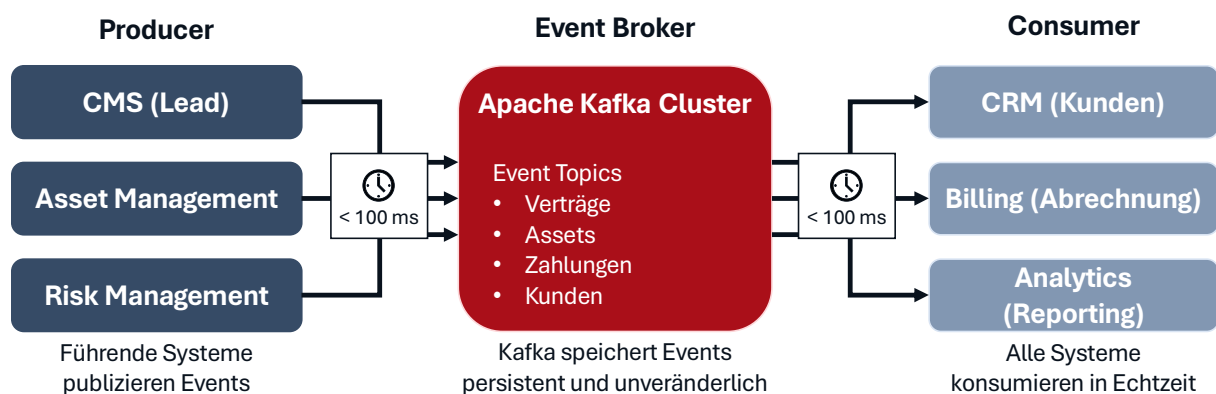 Producer
Event Broker
Consumer
CMS (Lead)
Asset Management
Risk Management
< 100 ms
Apache Kafka Cluster
Event Topics
• Verträge
• Assets
• Zahlungen
• Kunden
< 100 ms
CRM (Kunden)
Billing (Abrechnung)
Analytics
(Reporting)
Führende Systeme
publizieren Events
Kafka speichert Events
persistent und unveränderlich
Alle Systeme
konsumieren in Echtzeit